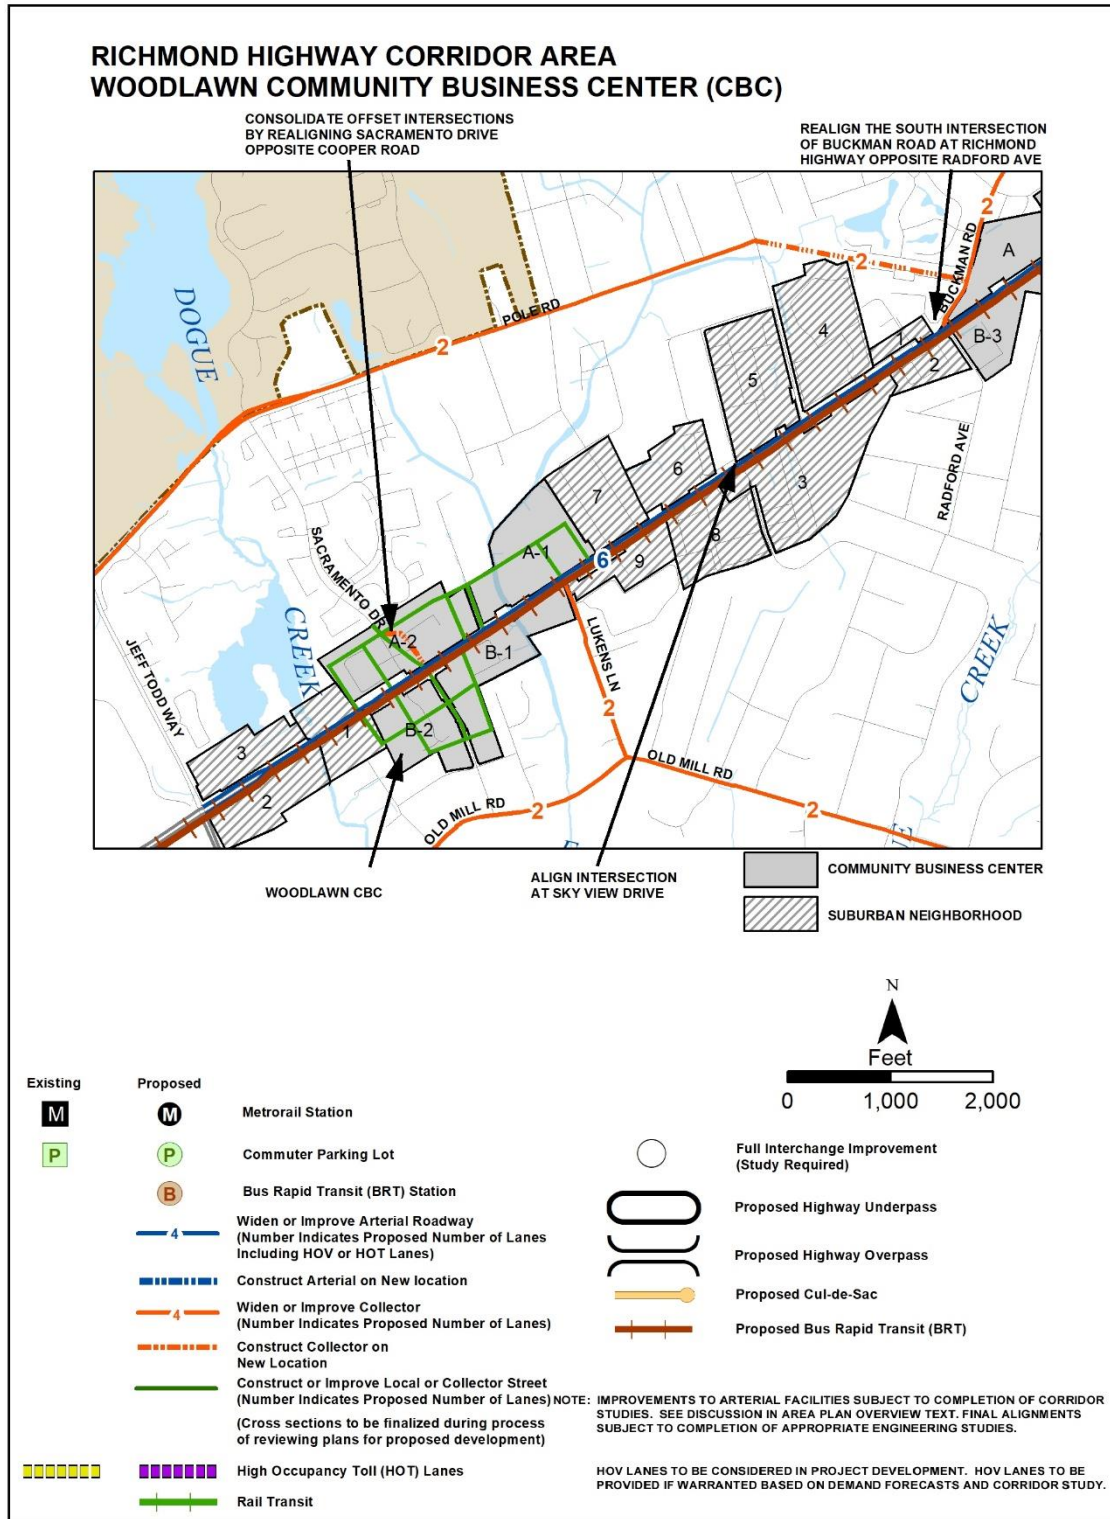 RICHMOND HIGHWAY CORRIDOR AREA
WOODLAWN COMMUNITY BUSINESS CENTER (CBC)
CONSOLIDATE OFFSET INTERSECTIONS
BY REALIGNING SACRAMENTO DRIVE
OPPOSITE COOPER ROAD
REALIGN THE SOUTH INTERSECTION
OF BUCKMAN ROAD AT RICHMOND
HIGHWAY OPPOSITE RADFORD AVE
2
A
BUCKMAN RD
2
DOGUE
POLE RD
2
4
1
B-3
2
5
RADFORD AVE
6
3
7
A-1
8
6
9
SACRAMENTO DR
CREEK
A-2
B-1
LUKENS LN
CREEK
JEFF TODD WAY
B-2
1
3
2
2
OLD MILL RD
OLD MILL RD
2
2
WOODLAWN CBC
ALIGN INTERSECTION
AT SKY VIEW DRIVE
COMMUNITY BUSINESS CENTER
SUBURBAN NEIGHBORHOOD
N
Feet
0 1,000 2,000
Existing Proposed
M M Metrorail Station
P P Commuter Parking Lot
B Bus Rapid Transit (BRT) Station
4 Widen or Improve Arterial Roadway
(Number Indicates Proposed Number of Lanes
Including HOV or HOT Lanes)
Construct Arterial on New location
4 Widen or Improve Collector
(Number Indicates Proposed Number of Lanes)
Construct Collector on
New Location
Construct or Improve Local or Collector Street
(Number Indicates Proposed Number of Lanes)
(Cross sections to be finalized during process
of reviewing plans for proposed development)
High Occupancy Toll (HOT) Lanes
Rail Transit
Full Interchange Improvement
(Study Required)
Proposed Highway Underpass
Proposed Highway Overpass
Proposed Cul-de-Sac
Proposed Bus Rapid Transit (BRT)
NOTE: IMPROVEMENTS TO ARTERIAL FACILITIES SUBJECT TO COMPLETION OF CORRIDOR
STUDIES. SEE DISCUSSION IN AREA PLAN OVERVIEW TEXT. FINAL ALIGNMENTS
SUBJECT TO COMPLETION OF APPROPRIATE ENGINEERING STUDIES.
HOV LANES TO BE CONSIDERED IN PROJECT DEVELOPMENT. HOV LANES TO BE
PROVIDED IF WARRANTED BASED ON DEMAND FORECASTS AND CORRIDOR STUDY.